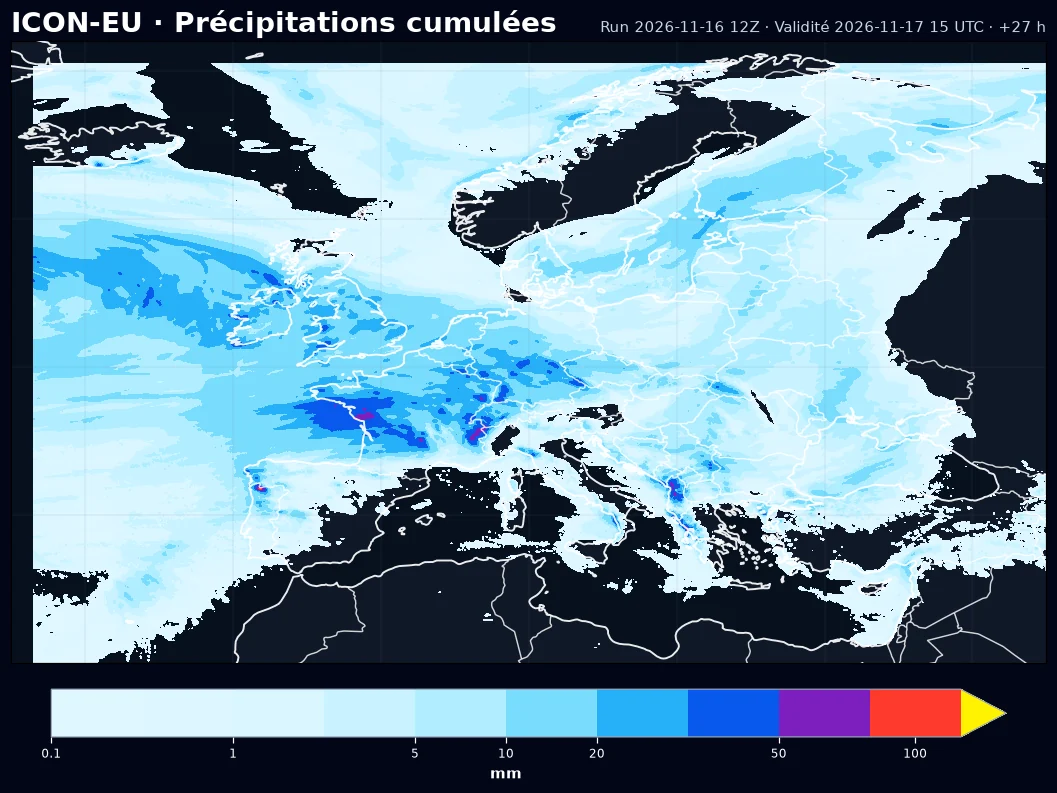 ICON-EU · Précipitations cumulées
Run 2026-11-16 12Z · Validité 2026-11-17 15 UTC · +27 h
0.1 1 5 10 20 50 100
mm